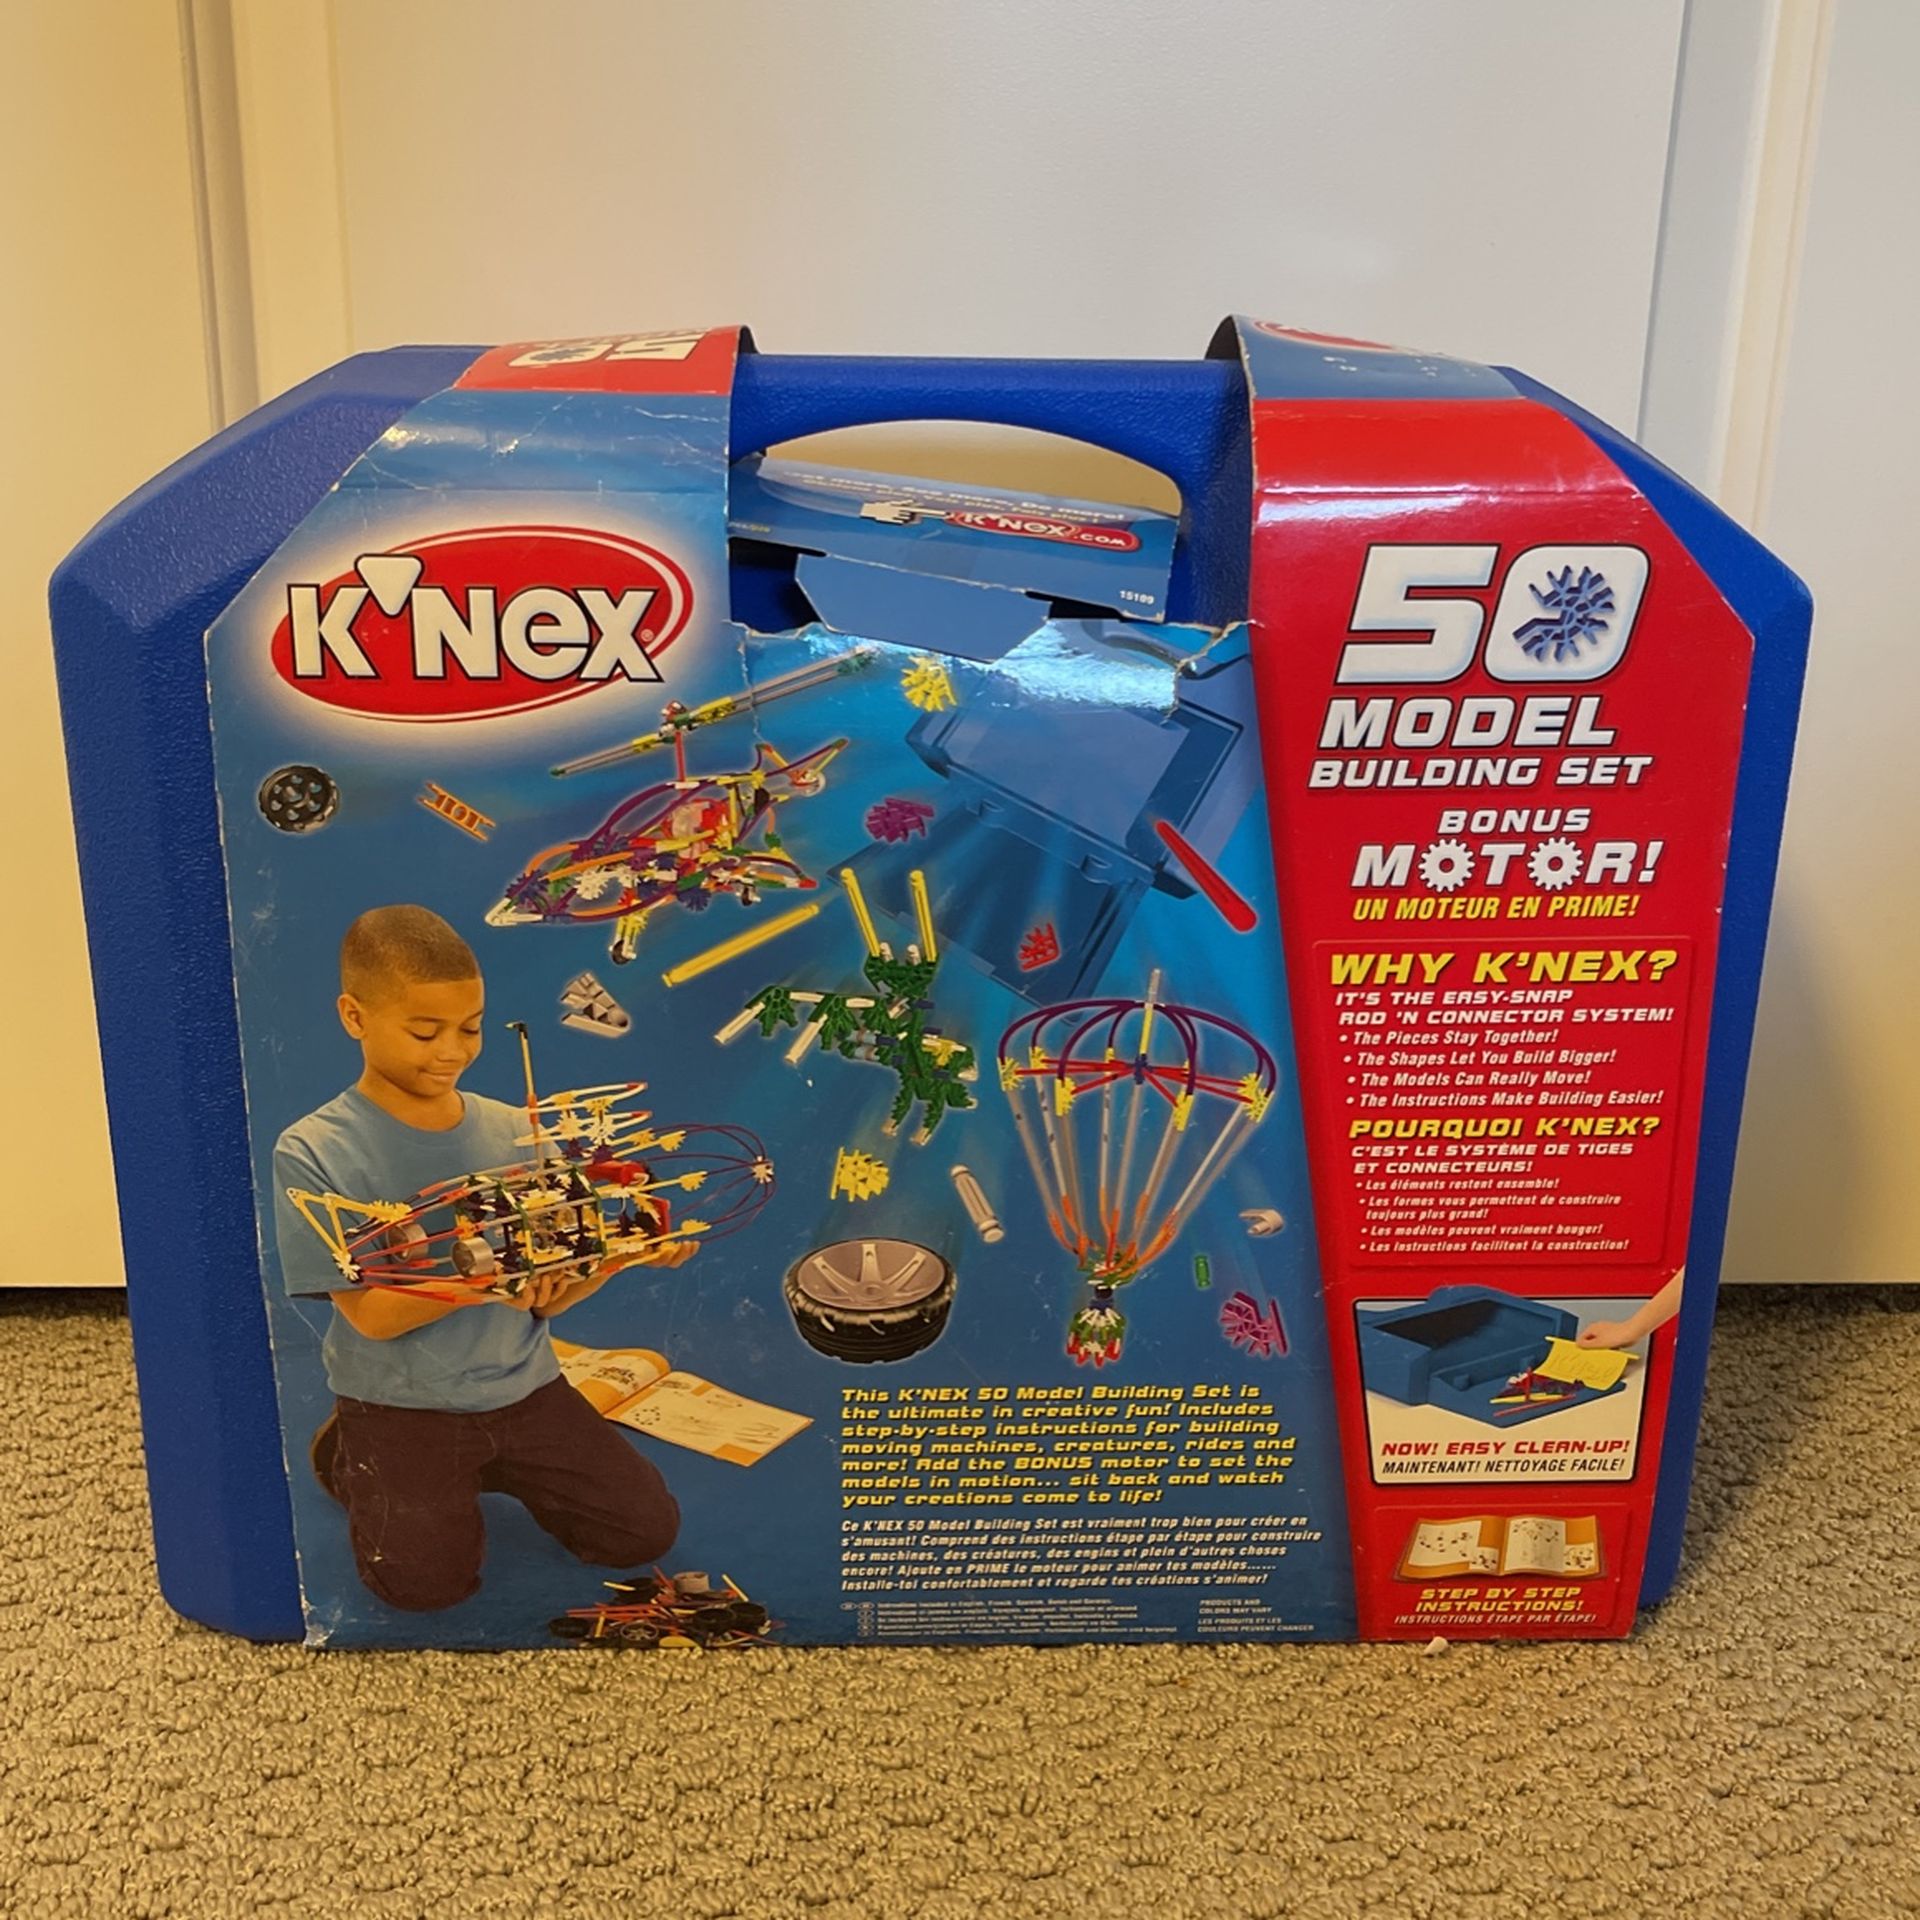 K'NEX
K'NEX.COM
15109
50
MODEL
BUILDING SET
BONUS
MOTOR!
UN MOTEUR EN PRIME!
WHY K'NEX?
IT'S THE EASY-SNAP
ROD 'N CONNECTOR SYSTEM!
• The Pieces Stay Together!
• The Shapes Let You Build Bigger!
• The Models Can Really Move!
• The Instructions Make Building Easier!
POURQUOI K'NEX?
C'EST LE SYSTÈME DE TIGES
ET CONNECTEURS!
• Les éléments restent ensemble!
• Les formes vous permettent de construire
toujours plus grand!
• Les modèles peuvent vraiment bouger!
• Les instructions facilitent la construction!
NOW! EASY CLEAN-UP!
MAINTENANT! NETTOYAGE FACILE!
STEP BY STEP
INSTRUCTIONS!
INSTRUCTIONS ÉTAPE PAR ÉTAPE!
This K'NEX 50 Model Building Set is
the ultimate in creative fun! Includes
step-by-step instructions for building
moving machines, creatures, rides and
more! Add the BONUS motor to set the
models in motion... sit back and watch
your creations come to life!
Ce K'NEX 50 Model Building Set est vraiment trop bien pour créer en
s'amusant! Comprend des instructions étape par étape pour construire
des machines, des créatures, des engins et plein d'autres choses
encore! Ajoute en PRIME le moteur pour animer tes modèles......
Installe-toi confortablement et regarde tes créations s'animer!
PRODUCTS AND
COLORS MAY VARY
LES PRODUITS ET LES
COULEURS PEUVENT CHANGER